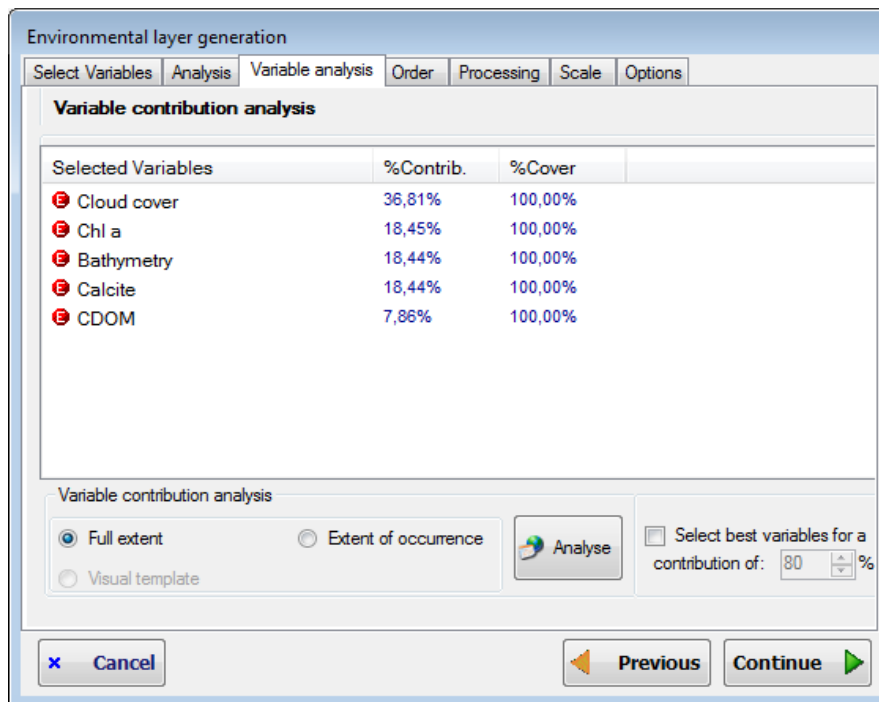 Environmental layer generation
Select Variables Analysis Variable analysis Order Processing Scale Options
Variable contribution analysis
Selected Variables %Contrib. %Cover
E Cloud cover 36,81% 100,00%
E Chl a 18,45% 100,00%
E Bathymetry 18,44% 100,00%
E Calcite 18,44% 100,00%
E CDOM 7,86% 100,00%
Variable contribution analysis
Full extent Extent of occurrence
Visual template
Analyse
Select best variables for a
contribution of: 80 %
Cancel Previous Continue